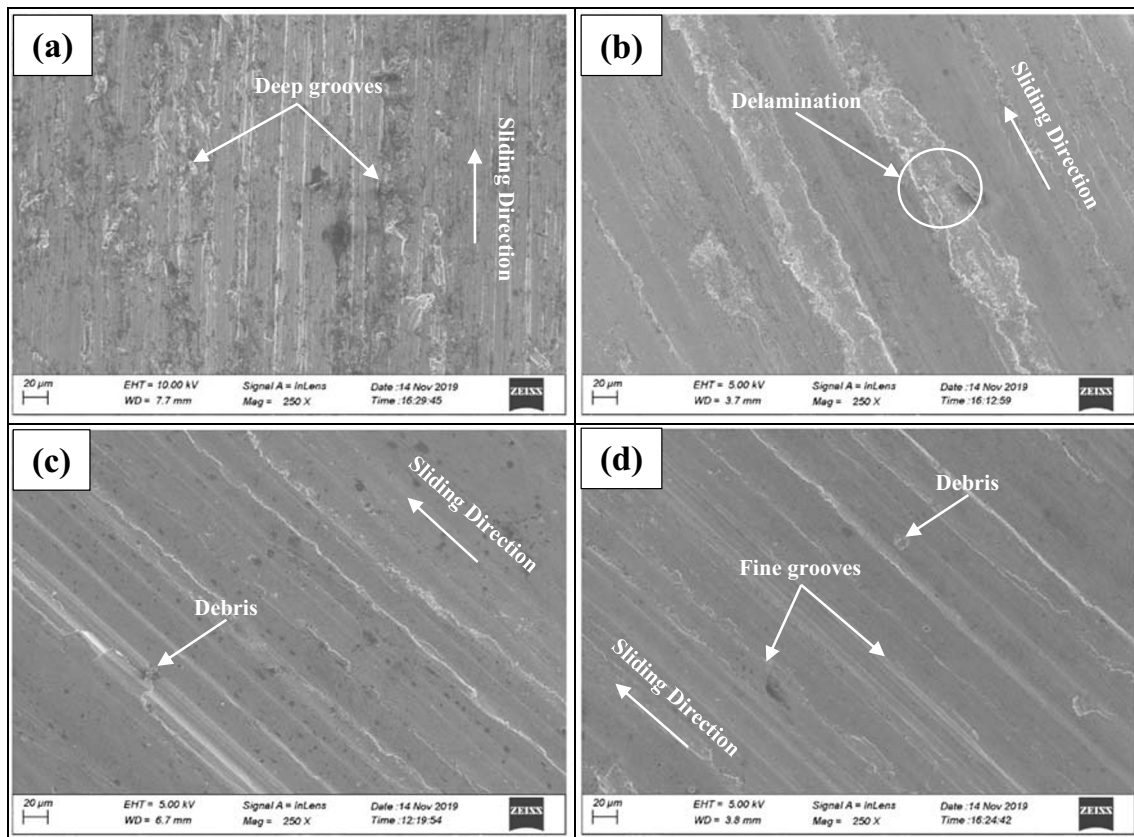 (a)
Deep grooves
Sliding Direction
20 µm
EHT = 10.00 kV
Signal A = InLens
Date :14 Nov 2019
WD = 7.7 mm
Mag = 250 X
Time :16:29:45
ZEISS
(b)
Delamination
Sliding Direction
20 µm
EHT = 5.00 kV
Signal A = InLens
Date :14 Nov 2019
WD = 3.7 mm
Mag = 250 X
Time :16:12:59
ZEISS
(c)
Sliding Direction
Debris
20 µm
EHT = 5.00 kV
Signal A = InLens
Date :14 Nov 2019
WD = 6.7 mm
Mag = 250 X
Time :12:19:54
ZEISS
(d)
Debris
Fine grooves
Sliding Direction
20 µm
EHT = 5.00 kV
Signal A = InLens
Date :14 Nov 2019
WD = 3.8 mm
Mag = 250 X
Time :16:24:42
ZEISS